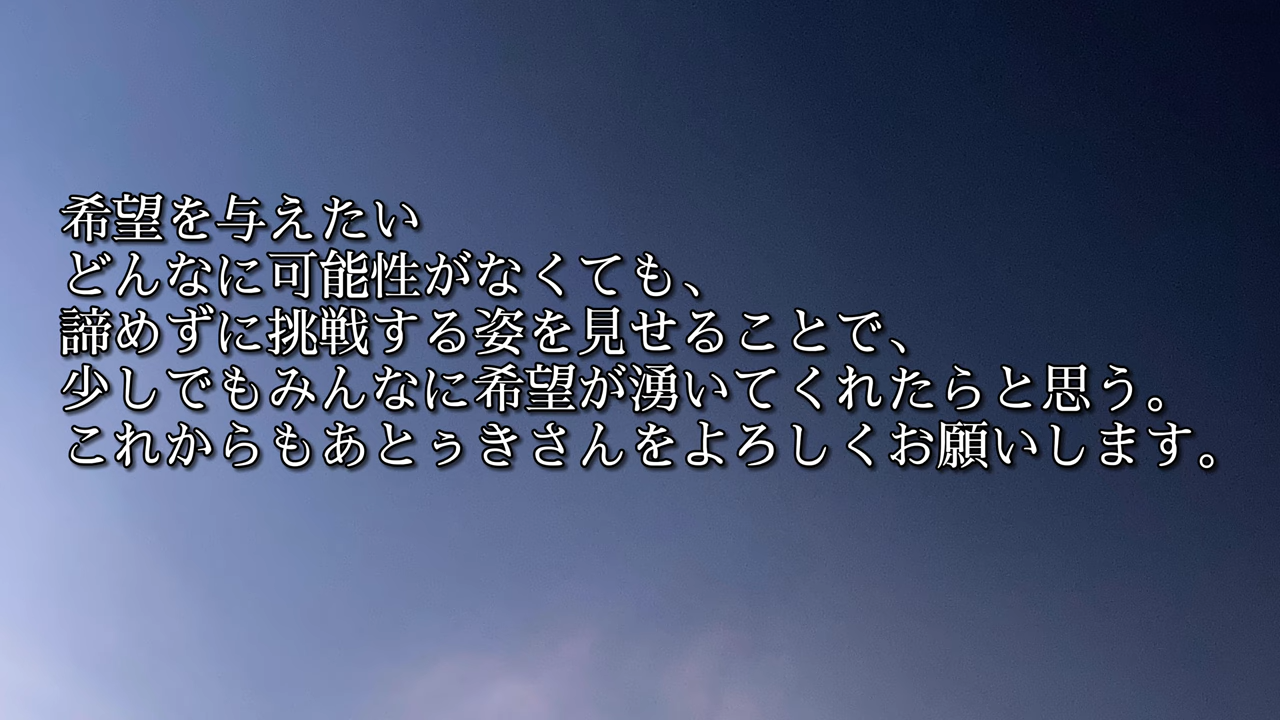 希望を与えたい
どんなに可能性がなくても、
諦めずに挑戦する姿を見せることで、
少しでもみんなに希望が湧いてくれたらと思う。
これからもあとぅきさんをよろしくお願いします。